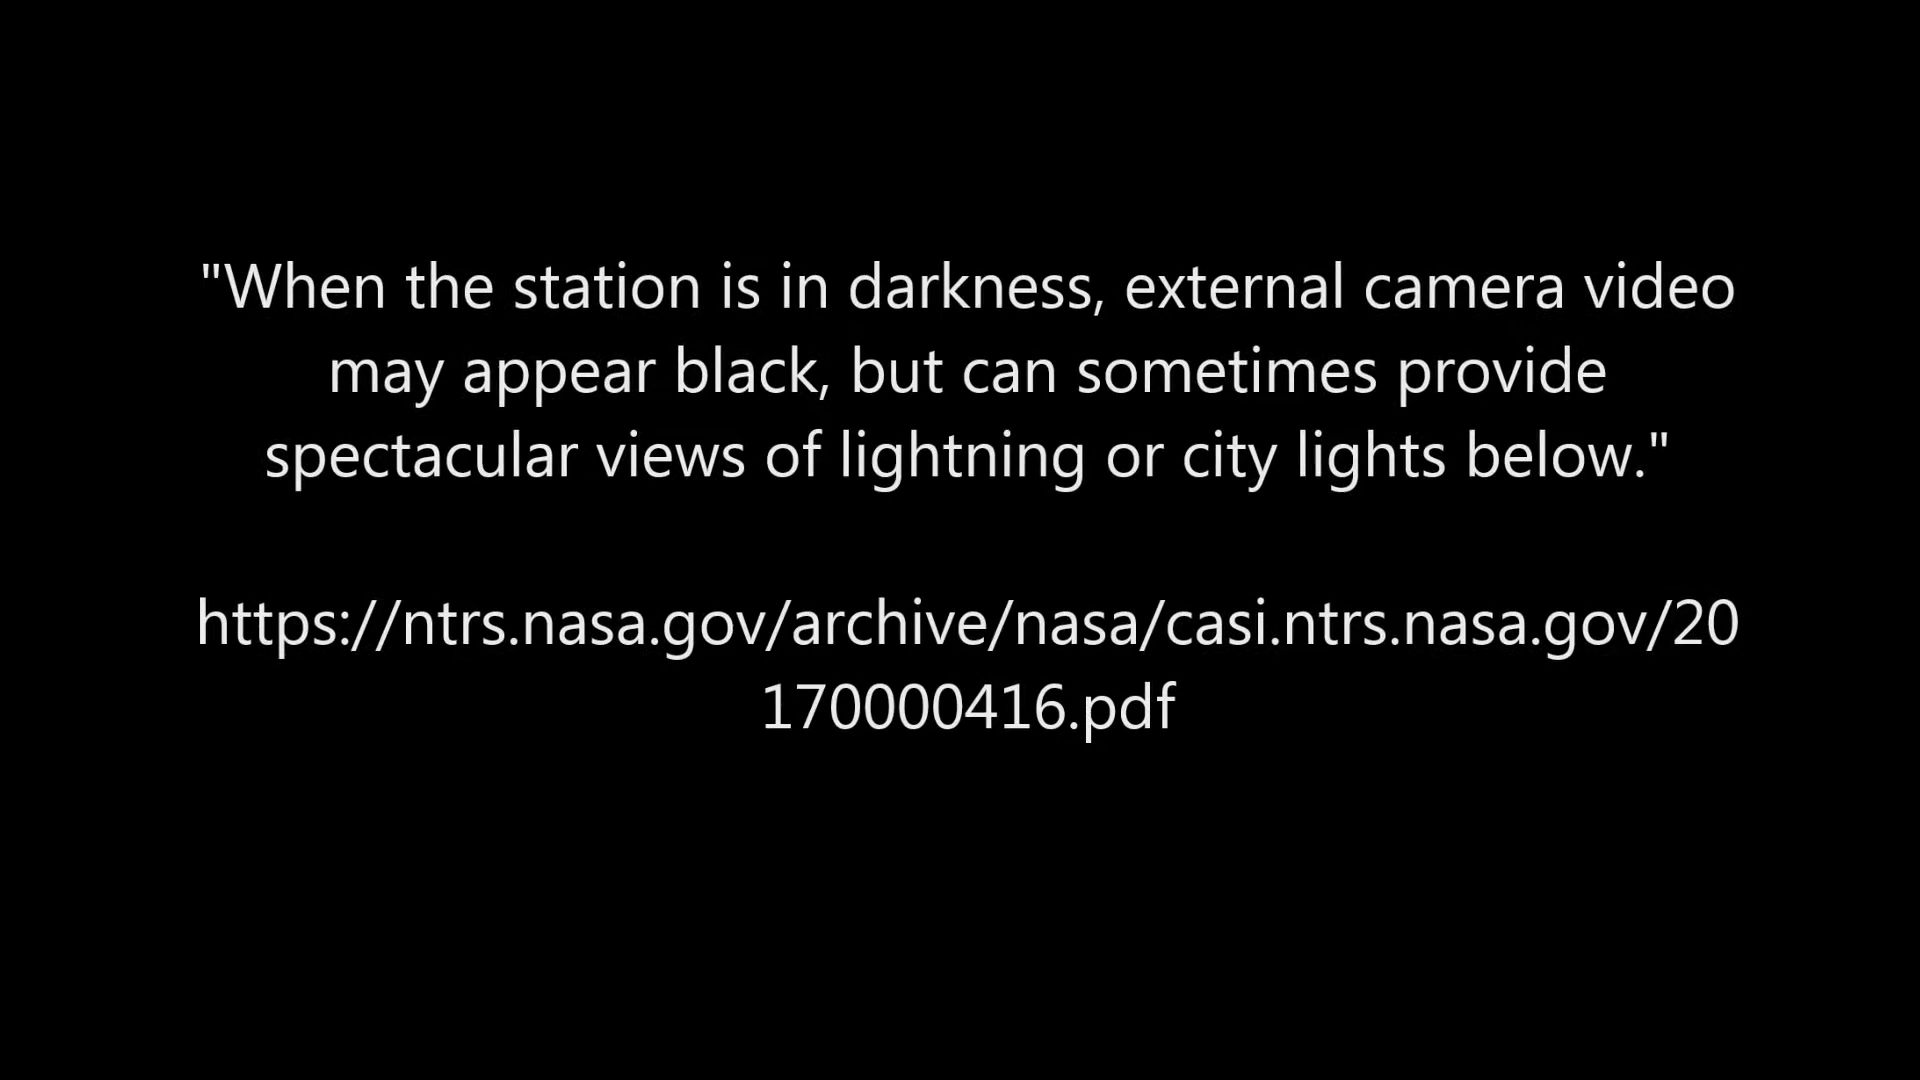 "When the station is in darkness, external camera video
may appear black, but can sometimes provide
spectacular views of lightning or city lights below."
https://ntrs.nasa.gov/archive/nasa/casi.ntrs.nasa.gov/20
170000416.pdf